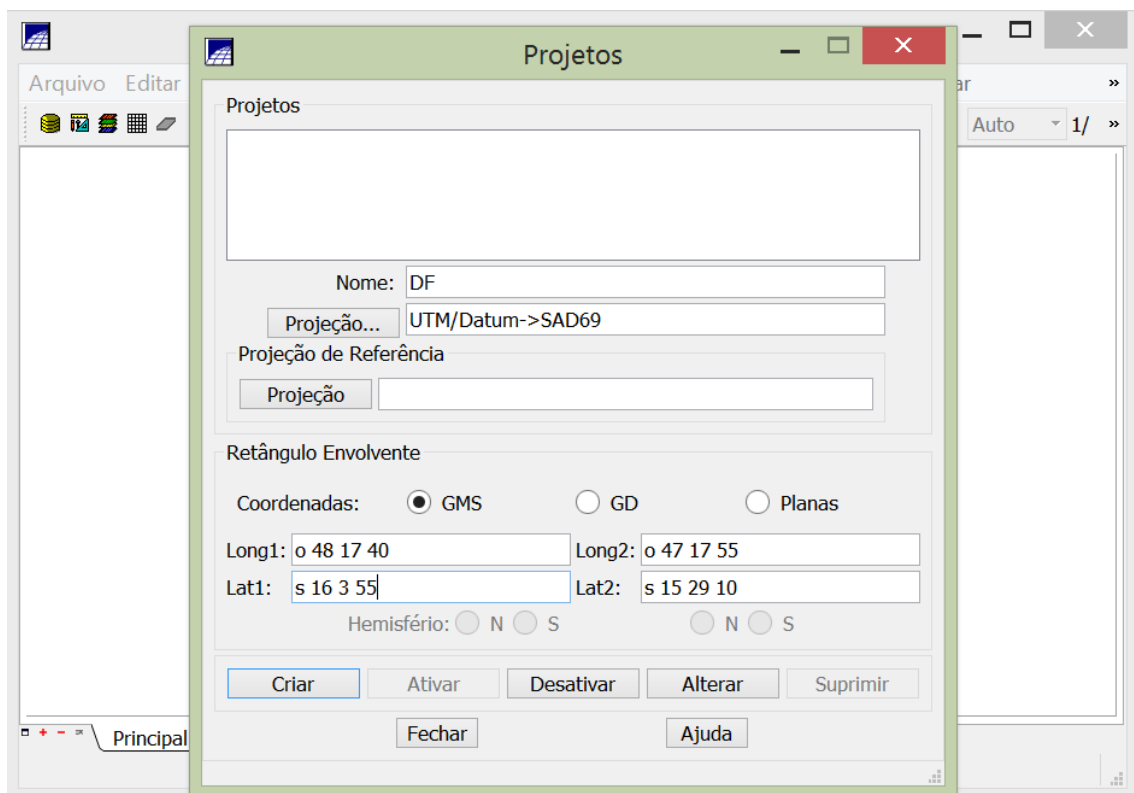 Projetos
Arquivo Editar
ar »
Auto 1/ »
Projetos
Nome: DF
Projeção... UTM/Datum->SAD69
Projeção de Referência
Projeção
Retângulo Envolvente
Coordenadas: GMS GD Planas
Long1: o 48 17 40 Long2: o 47 17 55
Lat1: s 16 3 55 Lat2: s 15 29 10
Hemisfério: N S N S
Criar Ativar Desativar Alterar Suprimir
Fechar Ajuda
Principal